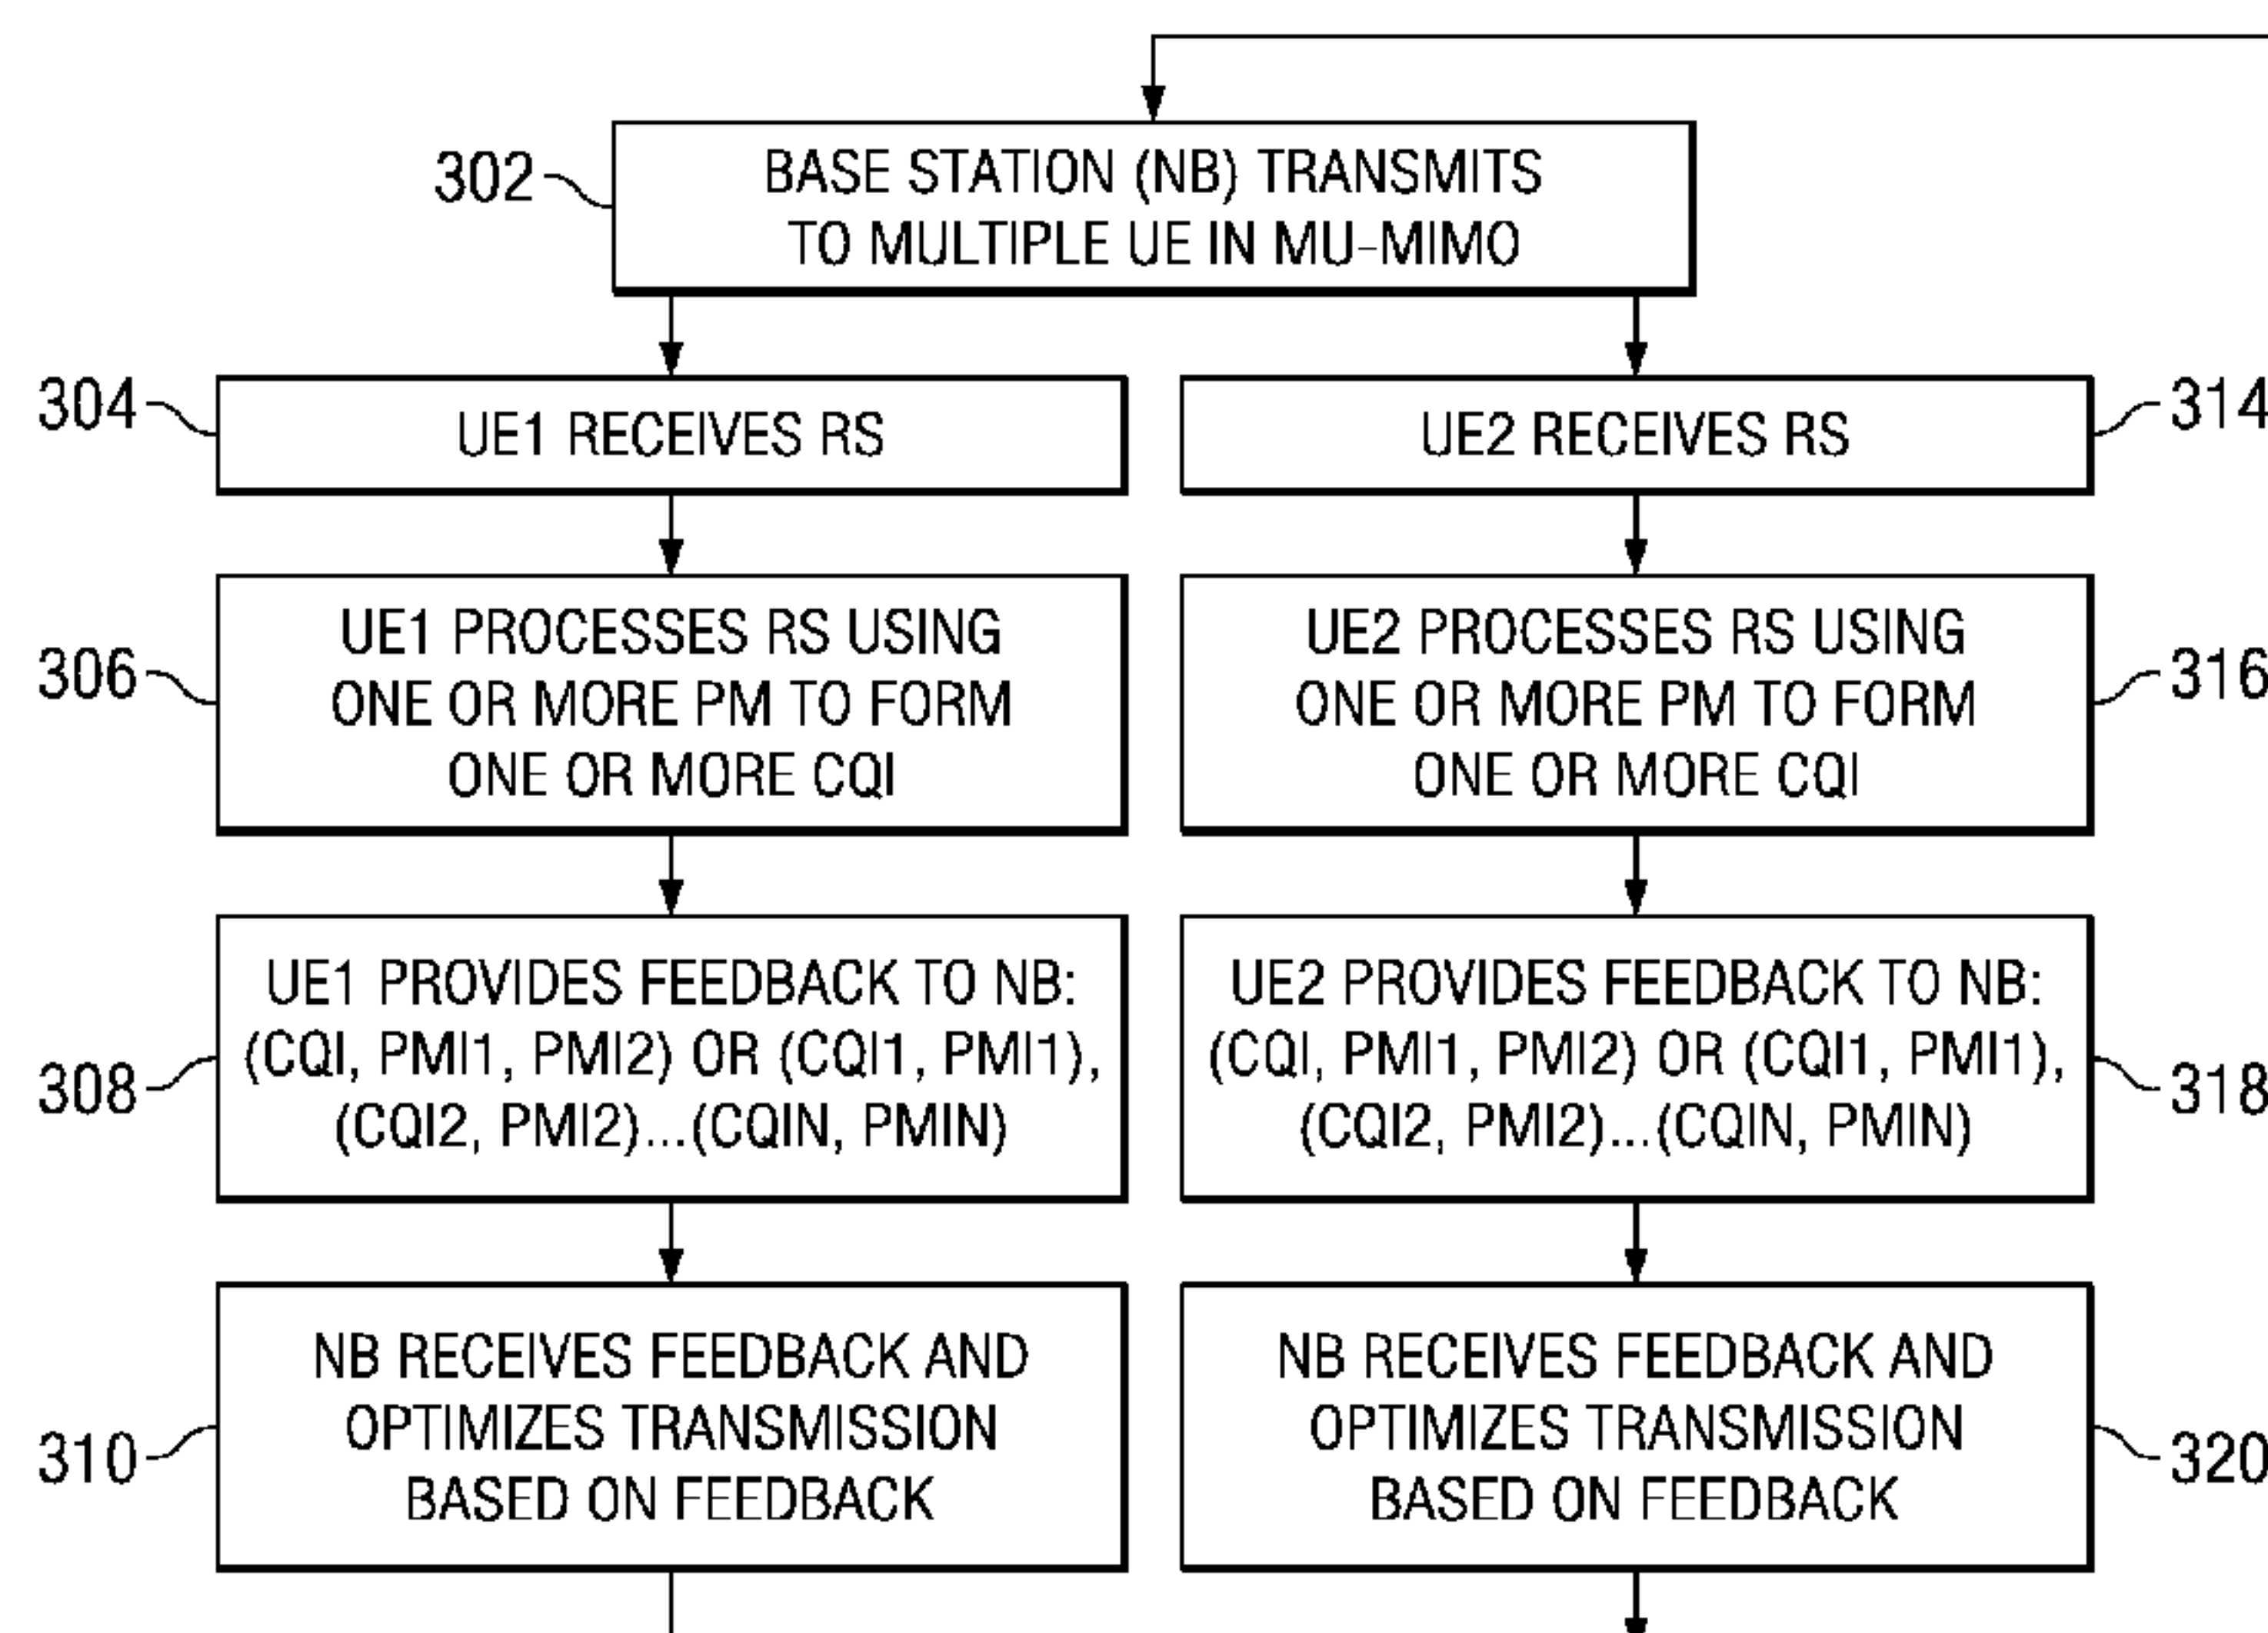 302
BASE STATION (NB) TRANSMITS
TO MULTIPLE UE IN MU-MIMO
304
UE1 RECEIVES RS
UE2 RECEIVES RS
314
306
UE1 PROCESSES RS USING
ONE OR MORE PM TO FORM
ONE OR MORE CQI
UE2 PROCESSES RS USING
ONE OR MORE PM TO FORM
ONE OR MORE CQI
316
308
UE1 PROVIDES FEEDBACK TO NB:
(CQI, PMI1, PMI2) OR (CQI1, PMI1),
(CQI2, PMI2)...(CQIN, PMIN)
UE2 PROVIDES FEEDBACK TO NB:
(CQI, PMI1, PMI2) OR (CQI1, PMI1),
(CQI2, PMI2)...(CQIN, PMIN)
318
310
NB RECEIVES FEEDBACK AND
OPTIMIZES TRANSMISSION
BASED ON FEEDBACK
NB RECEIVES FEEDBACK AND
OPTIMIZES TRANSMISSION
BASED ON FEEDBACK
320